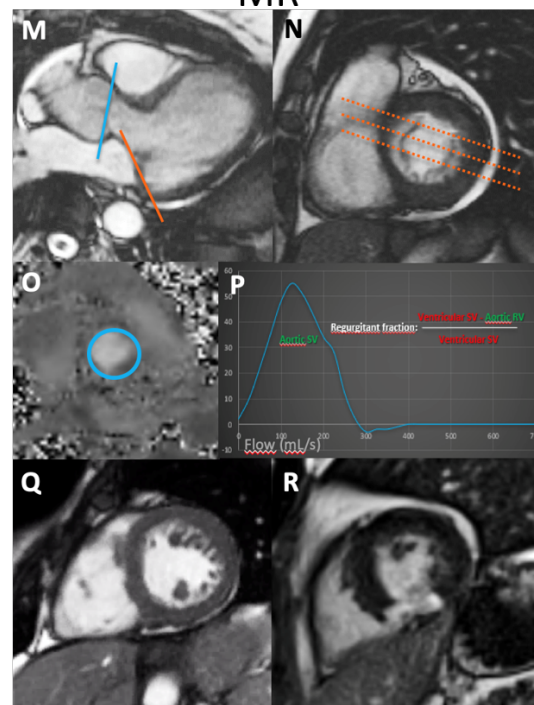 MR
M
N
O
P
60
50
40
30
20
10
0
-10
0
100
200
300
400
500
600
Aortic SV
Regurgitant fraction:
Ventricular SV - Aortic RV
Ventricular SV
Flow (mL/s)
Q
R